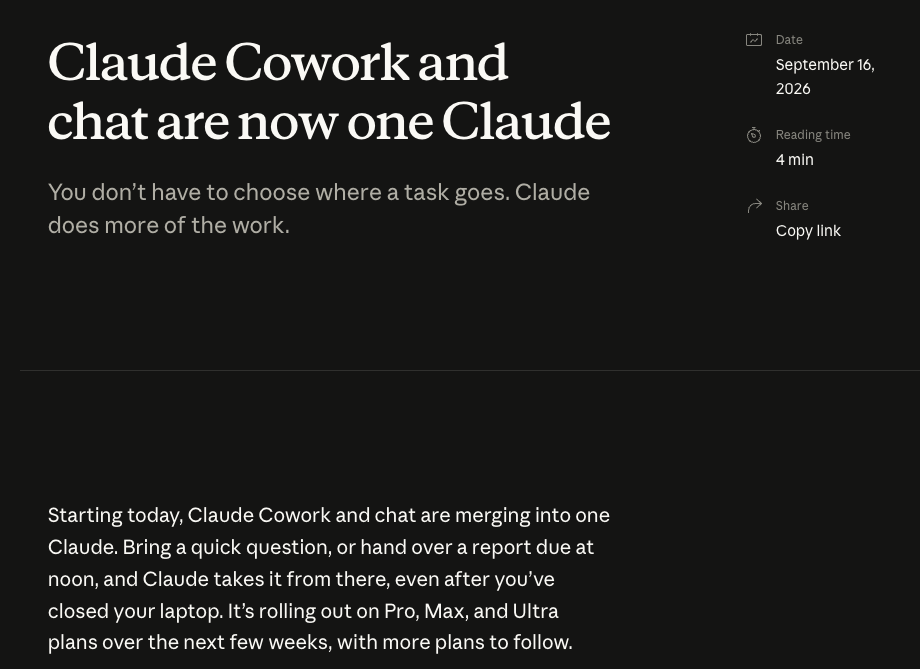 Claude Cowork and
chat are now one Claude
You don’t have to choose where a task goes. Claude
does more of the work.
Date
September 16,
2026
Reading time
4 min
Share
Copy link
Starting today, Claude Cowork and chat are merging into one
Claude. Bring a quick question, or hand over a report due at
noon, and Claude takes it from there, even after you’ve
closed your laptop. It’s rolling out on Pro, Max, and Ultra
plans over the next few weeks, with more plans to follow.